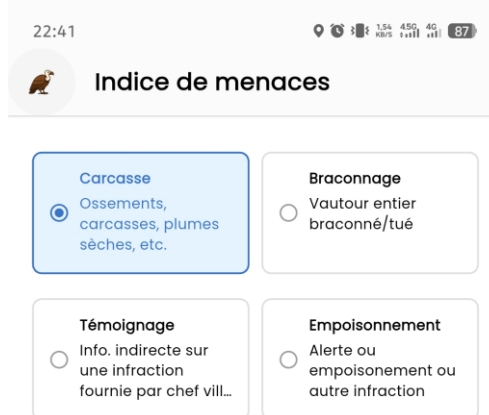 22:41
1,54 KB/S 4.5G 4G 87
Indice de menaces
Carcasse
Ossements,
carcasses, plumes
sèches, etc.
Braconnage
Vautour entier
braconné/tué
Témoignage
Info. indirecte sur
une infraction
fournie par chef vill...
Empoisonnement
Alerte ou
empoisonement ou
autre infraction